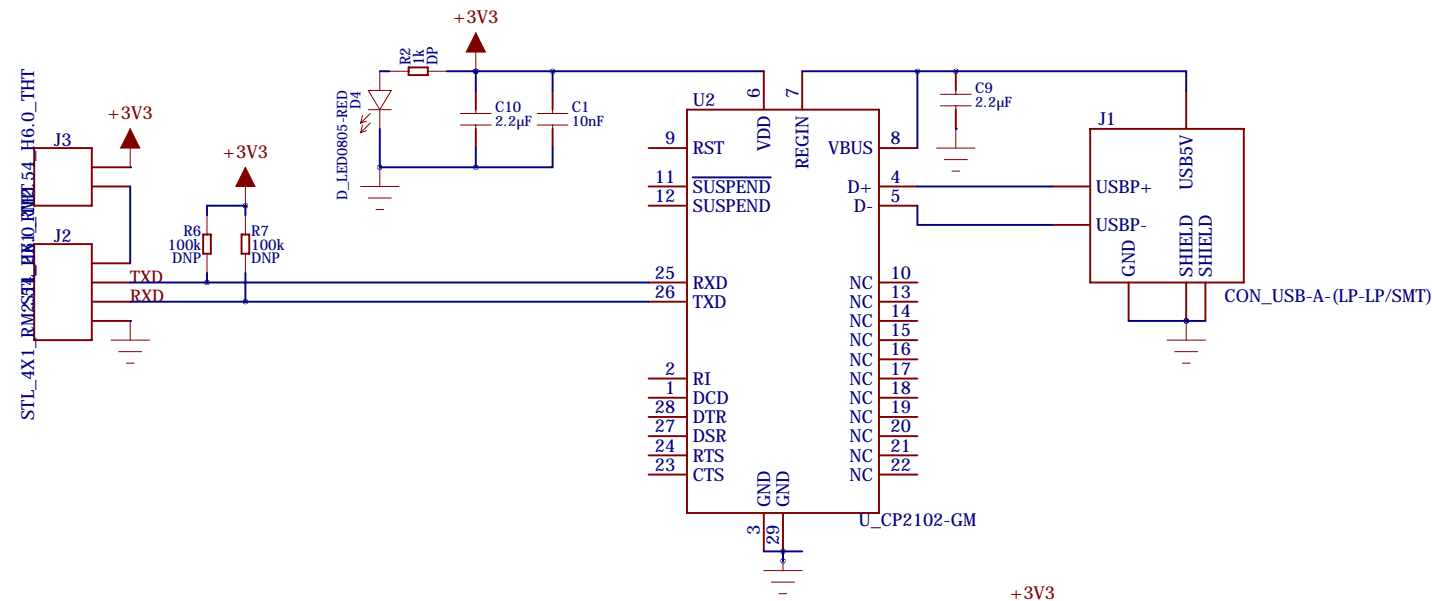 +3V3
R2
1k
DP
D4
D_LED0805-RED
C10
2.2µF
C1
10nF
+3V3
J3
+3V3
R6
100k
DNP
R7
100k
DNP
J2
TXD
RXD
STL_4X1_RM2.54_
H6.0_THT
U2
6
VDD
7
REGIN
9
RST
11
SUSPEND
12
SUSPEND
25
RXD
26
TXD
2
RI
1
DCD
28
DTR
27
DSR
24
RTS
23
CTS
VBUS
8
D+
4
D-
5
NC
10
NC
13
NC
14
NC
15
NC
16
NC
17
NC
18
NC
19
NC
20
NC
21
NC
22
GND
GND
3
29
U_CP2102-GM
C9
2.2µF
J1
USB5V
USBP+
USBP-
GND
SHIELD
SHIELD
CON_USB-A-(LP-LP/SMT)
+3V3